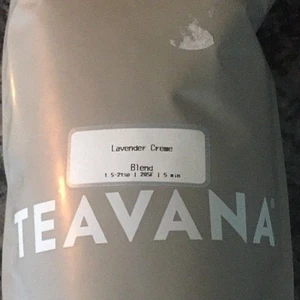 Lavender Creme
Blend
1.5-2tsp | 205F | 5 min
TEAVANA